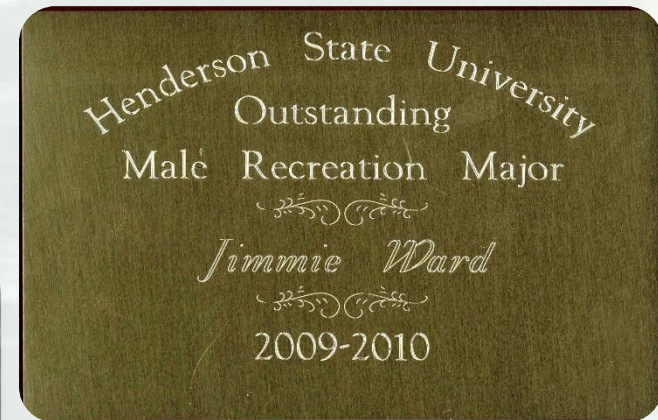 Henderson State University
Outstanding
Male Recreation Major
Jimmie Ward
2009-2010